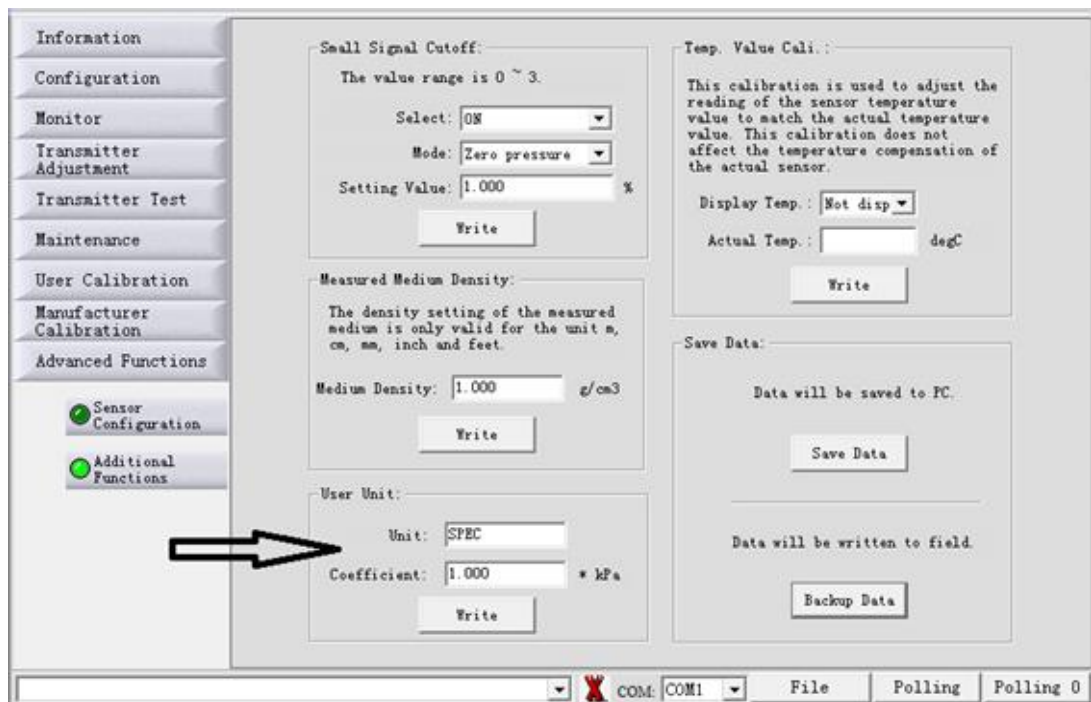 Information
Configuration
Monitor
Transmitter
Adjustment
Transmitter Test
Maintenance
User Calibration
Manufacturer
Calibration
Advanced Functions
Sensor
Configuration
Additional
Functions
Small Signal Cutoff:
The value range is 0 ~ 3.
Select: ON
Mode: Zero pressure
Setting Value: 1.000 %
Write
Measured Medium Density:
The density setting of the measured
medium is only valid for the unit m,
cm, mm, inch and feet.
Medium Density: 1.000 g/cm3
Write
User Unit:
Unit: SPEC
Coefficient: 1.000 * kPa
Write
Temp. Value Cali.:
This calibration is used to adjust the
reading of the sensor temperature
value to match the actual temperature
value. This calibration does not
affect the temperature compensation of
the actual sensor.
Display Temp.: Not disp
Actual Temp.: degC
Write
Save Data:
Data will be saved to PC.
Save Data
Data will be written to field.
Backup Data
COM: COM1
File
Polling
Polling 0